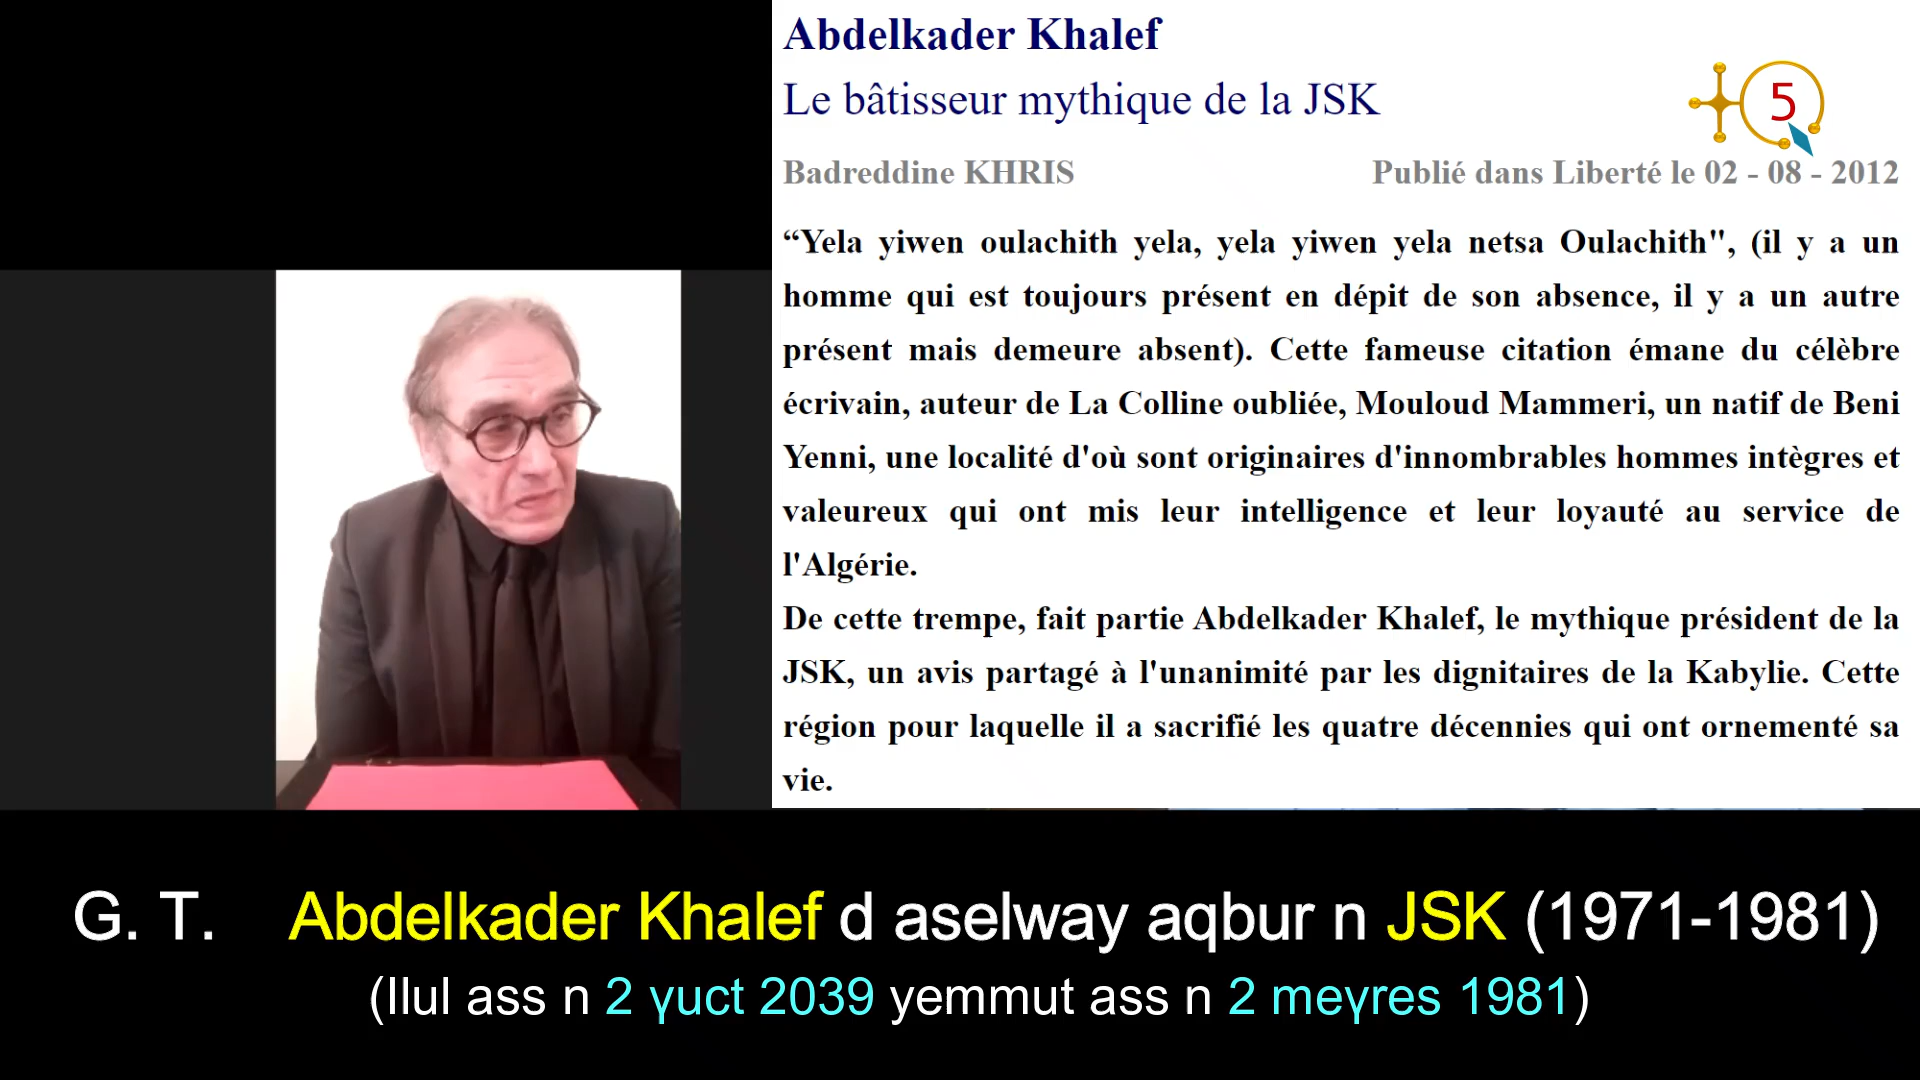 Abdelkader Khalef
Le bâtisseur mythique de la JSK
5
Badreddine KHRIS Publié dans Liberté le 02 - 08 - 2012
“Yela yiwen oulachith yela, yela yiwen yela netsa Oulachith", (il y a un
homme qui est toujours présent en dépit de son absence, il y a un autre
présent mais demeure absent). Cette fameuse citation émane du célèbre
écrivain, auteur de La Colline oubliée, Mouloud Mammeri, un natif de Beni
Yenni, une localité d'où sont originaires d'innombrables hommes intègres et
valeureux qui ont mis leur intelligence et leur loyauté au service de
l'Algérie.
De cette trempe, fait partie Abdelkader Khalef, le mythique président de la
JSK, un avis partagé à l'unanimité par les dignitaires de la Kabylie. Cette
région pour laquelle il a sacrifié les quatre décennies qui ont ornementé sa
vie.
G. T. Abdelkader Khalef d aselway aqbur n JSK (1971-1981)
(Ilul ass n 2 γuct 2039 yemmut ass n 2 meγres 1981)